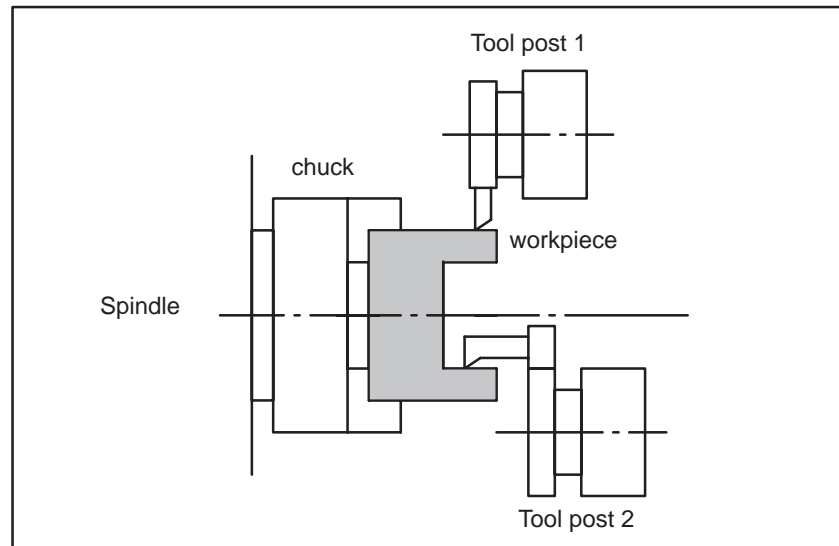 Tool post 1
chuck
workpiece
Spindle
Tool post 2